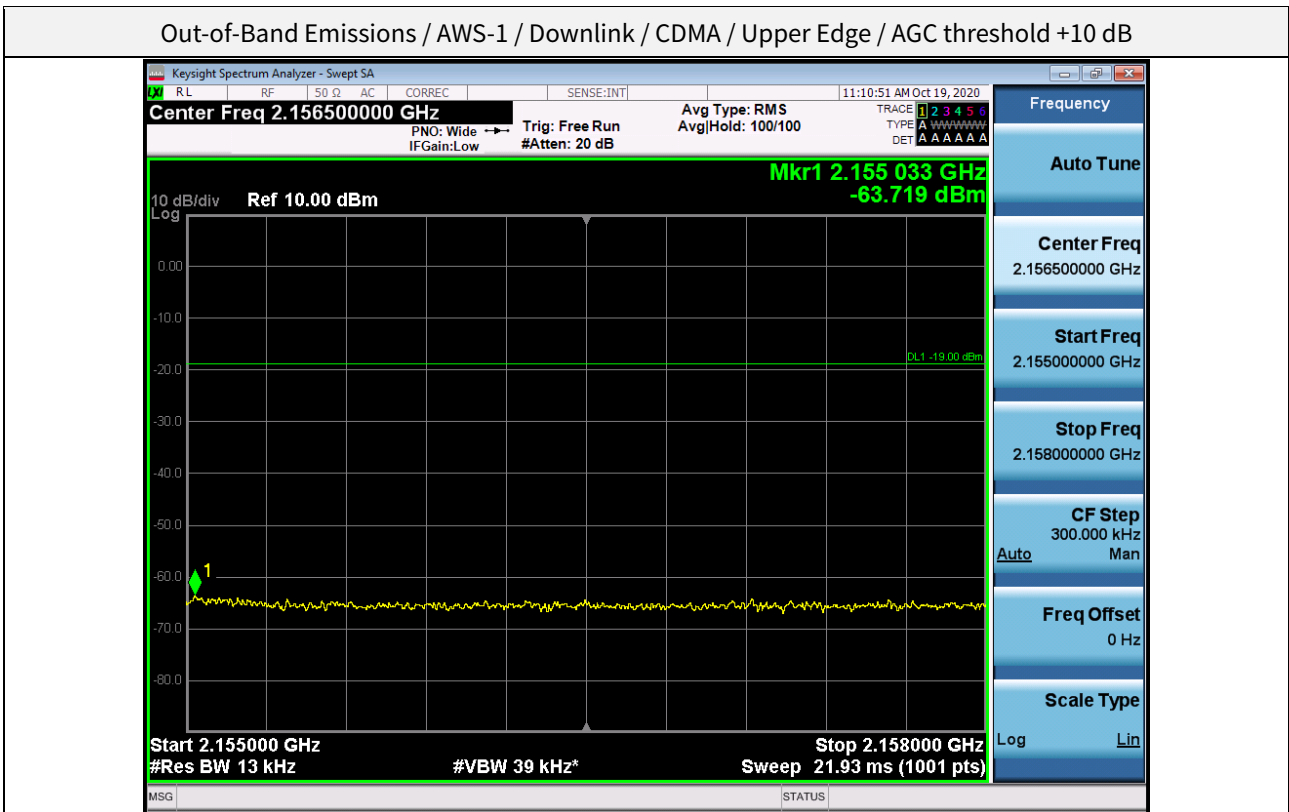 Out-of-Band Emissions / AWS-1 / Downlink / CDMA / Upper Edge / AGC threshold +10 dB
Keysight Spectrum Analyzer - Swept SA
LXI RL RF 50 Ω AC CORREC SENSE:INT 11:10:51 AM Oct 19, 2020
Center Freq 2.156500000 GHz
PNO: Wide
IFGain:Low
Trig: Free Run
#Atten: 20 dB
Avg Type: RMS
Avg|Hold: 100/100
TRACE 1 2 3 4 5 6
TYPE A WWWWW
DET A A A A A A
Mkr1 2.155 033 GHz
-63.719 dBm
10 dB/div Ref 10.00 dBm
Log
0.00
-10.0
-20.0
-30.0
-40.0
-50.0
-60.0
-70.0
-80.0
DL1 -19.00 dBm
1
Start 2.155000 GHz Stop 2.158000 GHz
#Res BW 13 kHz #VBW 39 kHz* Sweep 21.93 ms (1001 pts)
MSG STATUS
Frequency
Auto Tune
Center Freq
2.156500000 GHz
Start Freq
2.155000000 GHz
Stop Freq
2.158000000 GHz
CF Step
300.000 kHz
Auto Man
Freq Offset
0 Hz
Scale Type
Log Lin